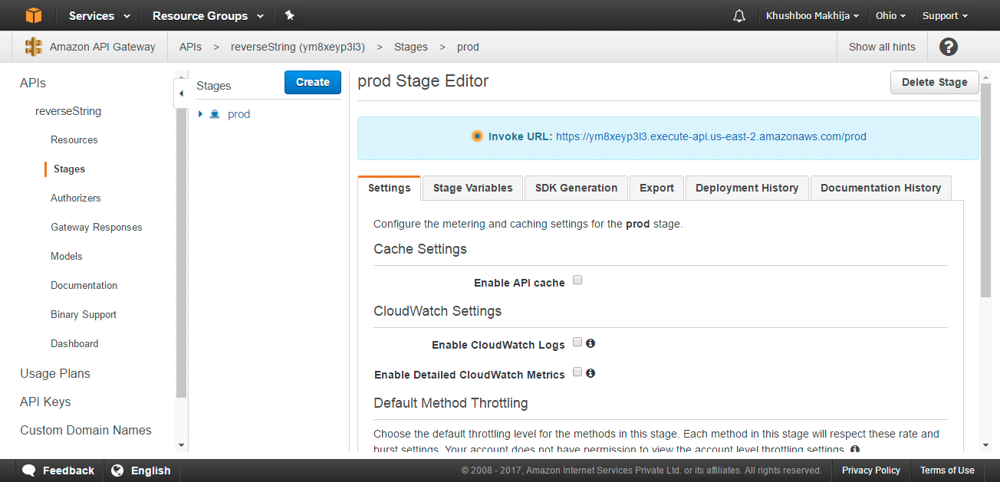 Services Resource Groups Khushboo Makhija Ohio Support
Amazon API Gateway APIs > reverseString (ym8xeyp3l3) > Stages > prod Show all hints ?
APIs
reverseString
Resources
Stages
Authorizers
Gateway Responses
Models
Documentation
Binary Support
Dashboard
Usage Plans
API Keys
Custom Domain Names
Stages Create
prod
prod Stage Editor Delete Stage
Invoke URL: https://ym8xeyp3l3.execute-api.us-east-2.amazonaws.com/prod
Settings Stage Variables SDK Generation Export Deployment History Documentation History
Configure the metering and caching settings for the prod stage.
Cache Settings
Enable API cache
CloudWatch Settings
Enable CloudWatch Logs
Enable Detailed CloudWatch Metrics
Default Method Throttling
Choose the default throttling level for the methods in this stage. Each method in this stage will respect these rate and
burst settings. Your account does not have permission to view the account level throttling settings.
Feedback English © 2008 - 2017, Amazon Internet Services Private Ltd. or its affiliates. All rights reserved. Privacy Policy Terms of Use